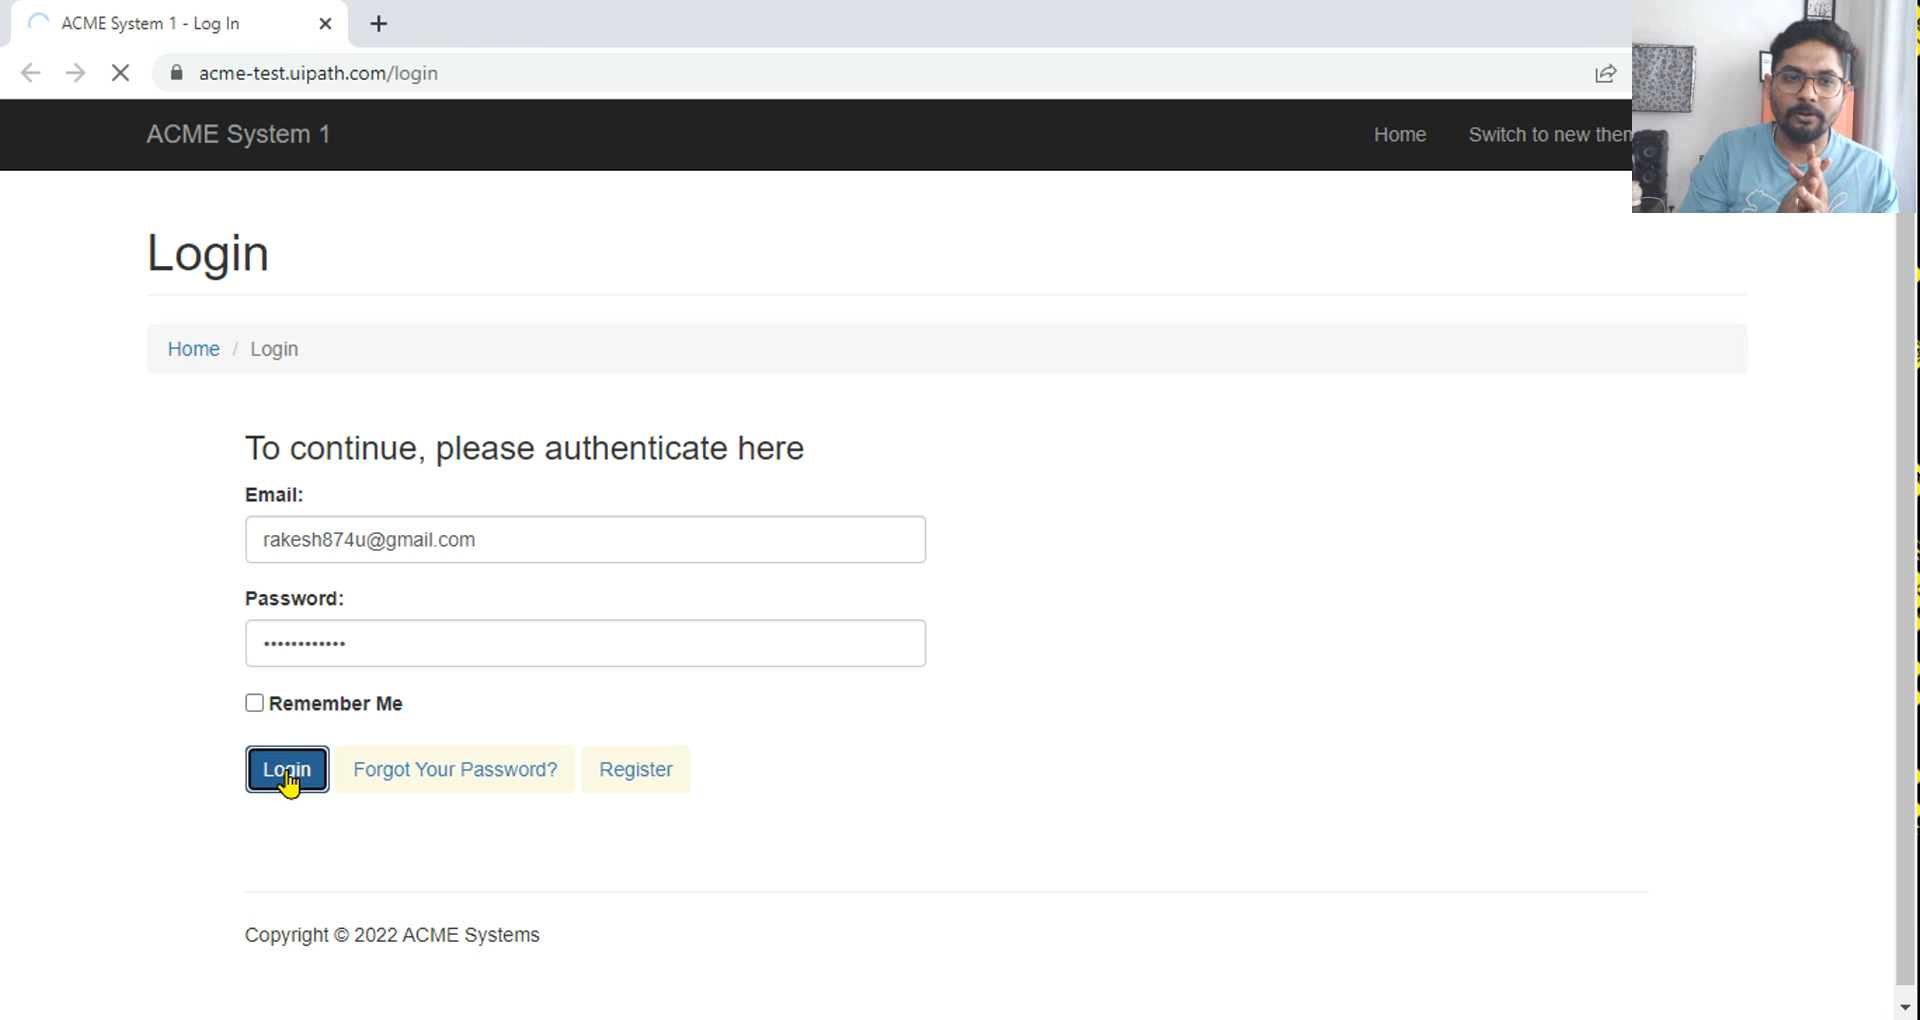 ACME System 1 - Log In
acme-test.uipath.com/login
ACME System 1
Home
Switch to new them
Login
Home / Login
To continue, please authenticate here
Email:
rakesh874u@gmail.com
Password:
••••••••••••
Remember Me
Login
Forgot Your Password?
Register
Copyright © 2022 ACME Systems